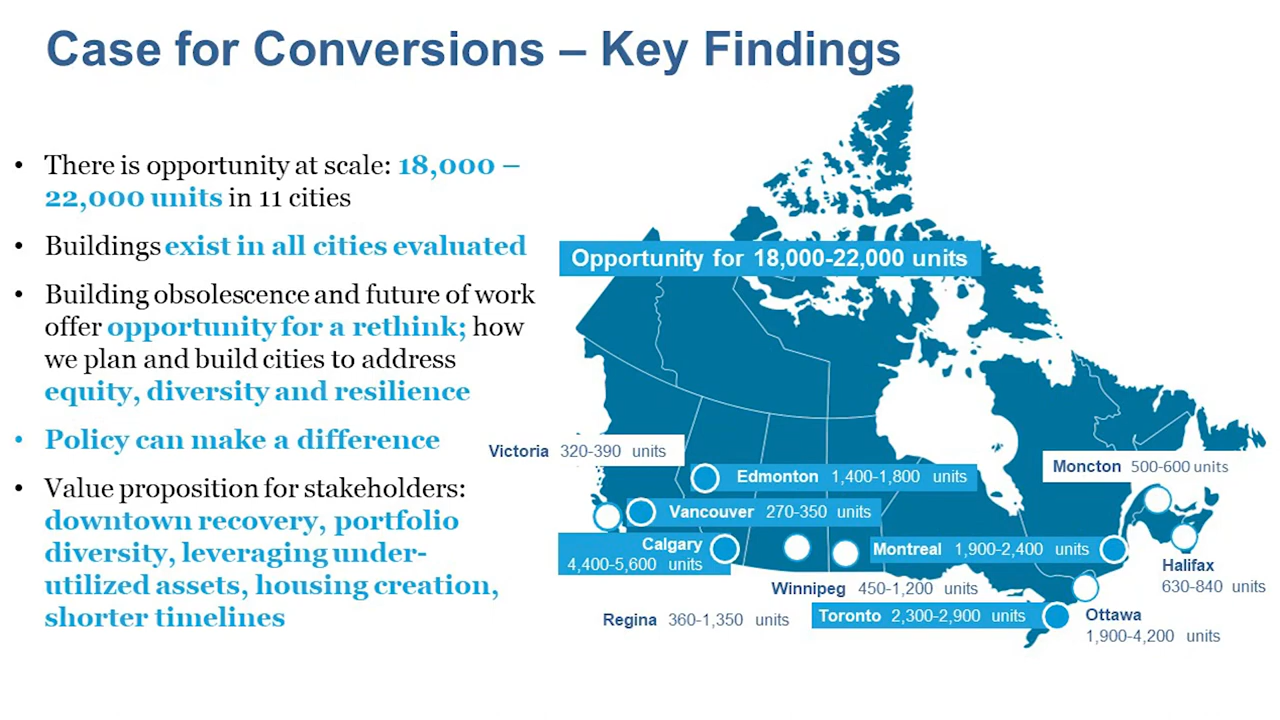 Case for Conversions – Key Findings
• There is opportunity at scale: 18,000 –
22,000 units in 11 cities
• Buildings exist in all cities evaluated
• Building obsolescence and future of work
offer opportunity for a rethink; how
we plan and build cities to address
equity, diversity and resilience
• Policy can make a difference
• Value proposition for stakeholders:
downtown recovery, portfolio
diversity, leveraging under-
utilized assets, housing creation,
shorter timelines
Opportunity for 18,000-22,000 units
Victoria 320-390 units
Edmonton 1,400-1,800 units
Moncton 500-600 units
Vancouver 270-350 units
Calgary
4,400-5,600 units
Montreal 1,900-2,400 units
Halifax
630-840 units
Winnipeg 450-1,200 units
Regina 360-1,350 units
Toronto 2,300-2,900 units
Ottawa
1,900-4,200 units